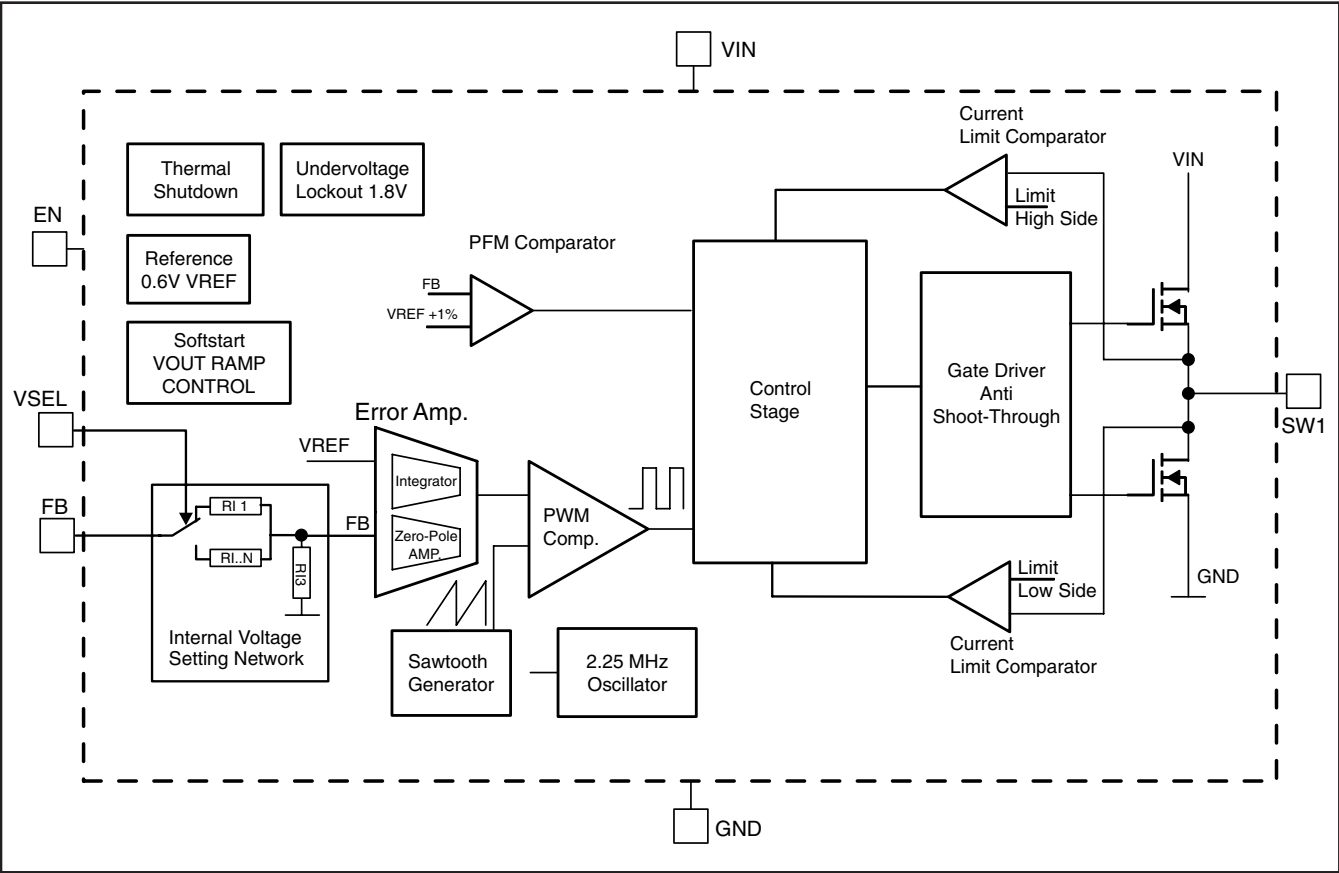 VIN
Current
Limit Comparator
Thermal
Shutdown
Undervoltage
Lockout 1.8V
VIN
Limit
High Side
EN
Reference
0.6V VREF
PFM Comparator
FB
VREF +1%
Softstart
VOUT RAMP
CONTROL
Control
Stage
Gate Driver
Anti
Shoot-Through
VSEL
SW1
Error Amp.
VREF
Integrator
Zero-Pole
AMP.
PWM
Comp.
FB
RI 1
RI..N
RI3
FB
Internal Voltage
Setting Network
Limit
Low Side
GND
Current
Limit Comparator
Sawtooth
Generator
2.25 MHz
Oscillator
GND